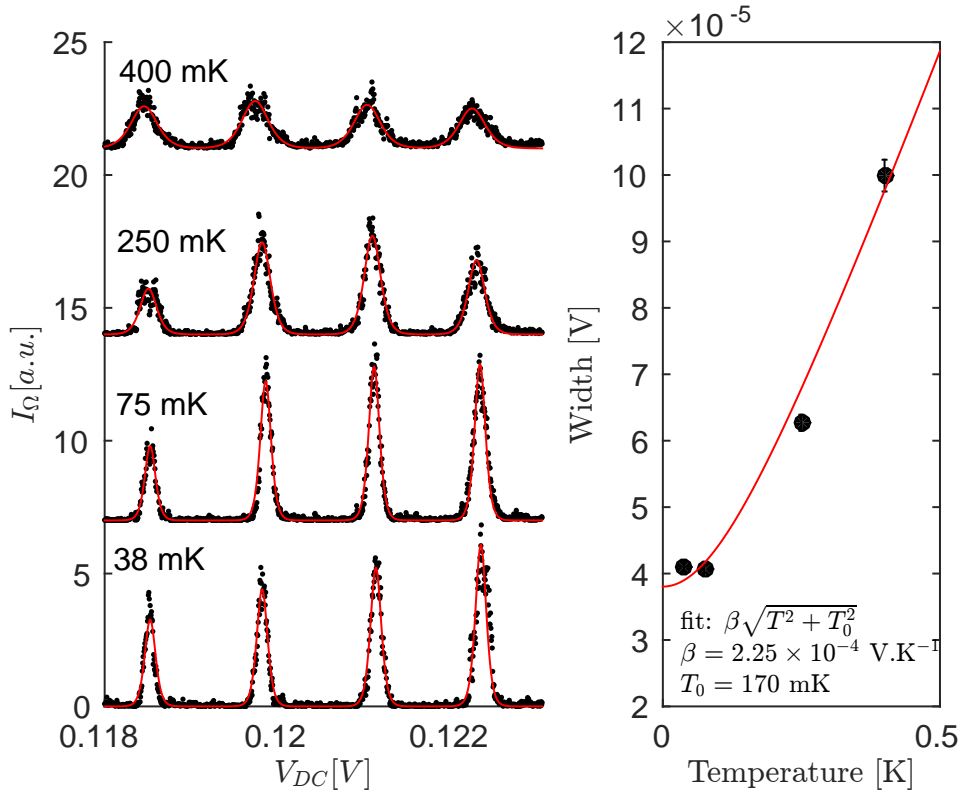 25
20
15
10
5
0
400 mK
250 mK
75 mK
38 mK
I_Ω[a.u.]
0.118
0.12
0.122
V_{DC}[V]
×10⁻⁵
12
11
10
9
8
7
6
5
4
3
2
Width [V]
fit: β√(T² + T₀²)
β = 2.25 × 10⁻⁴ V.K⁻¹
T₀ = 170 mK
0
0.5
Temperature [K]